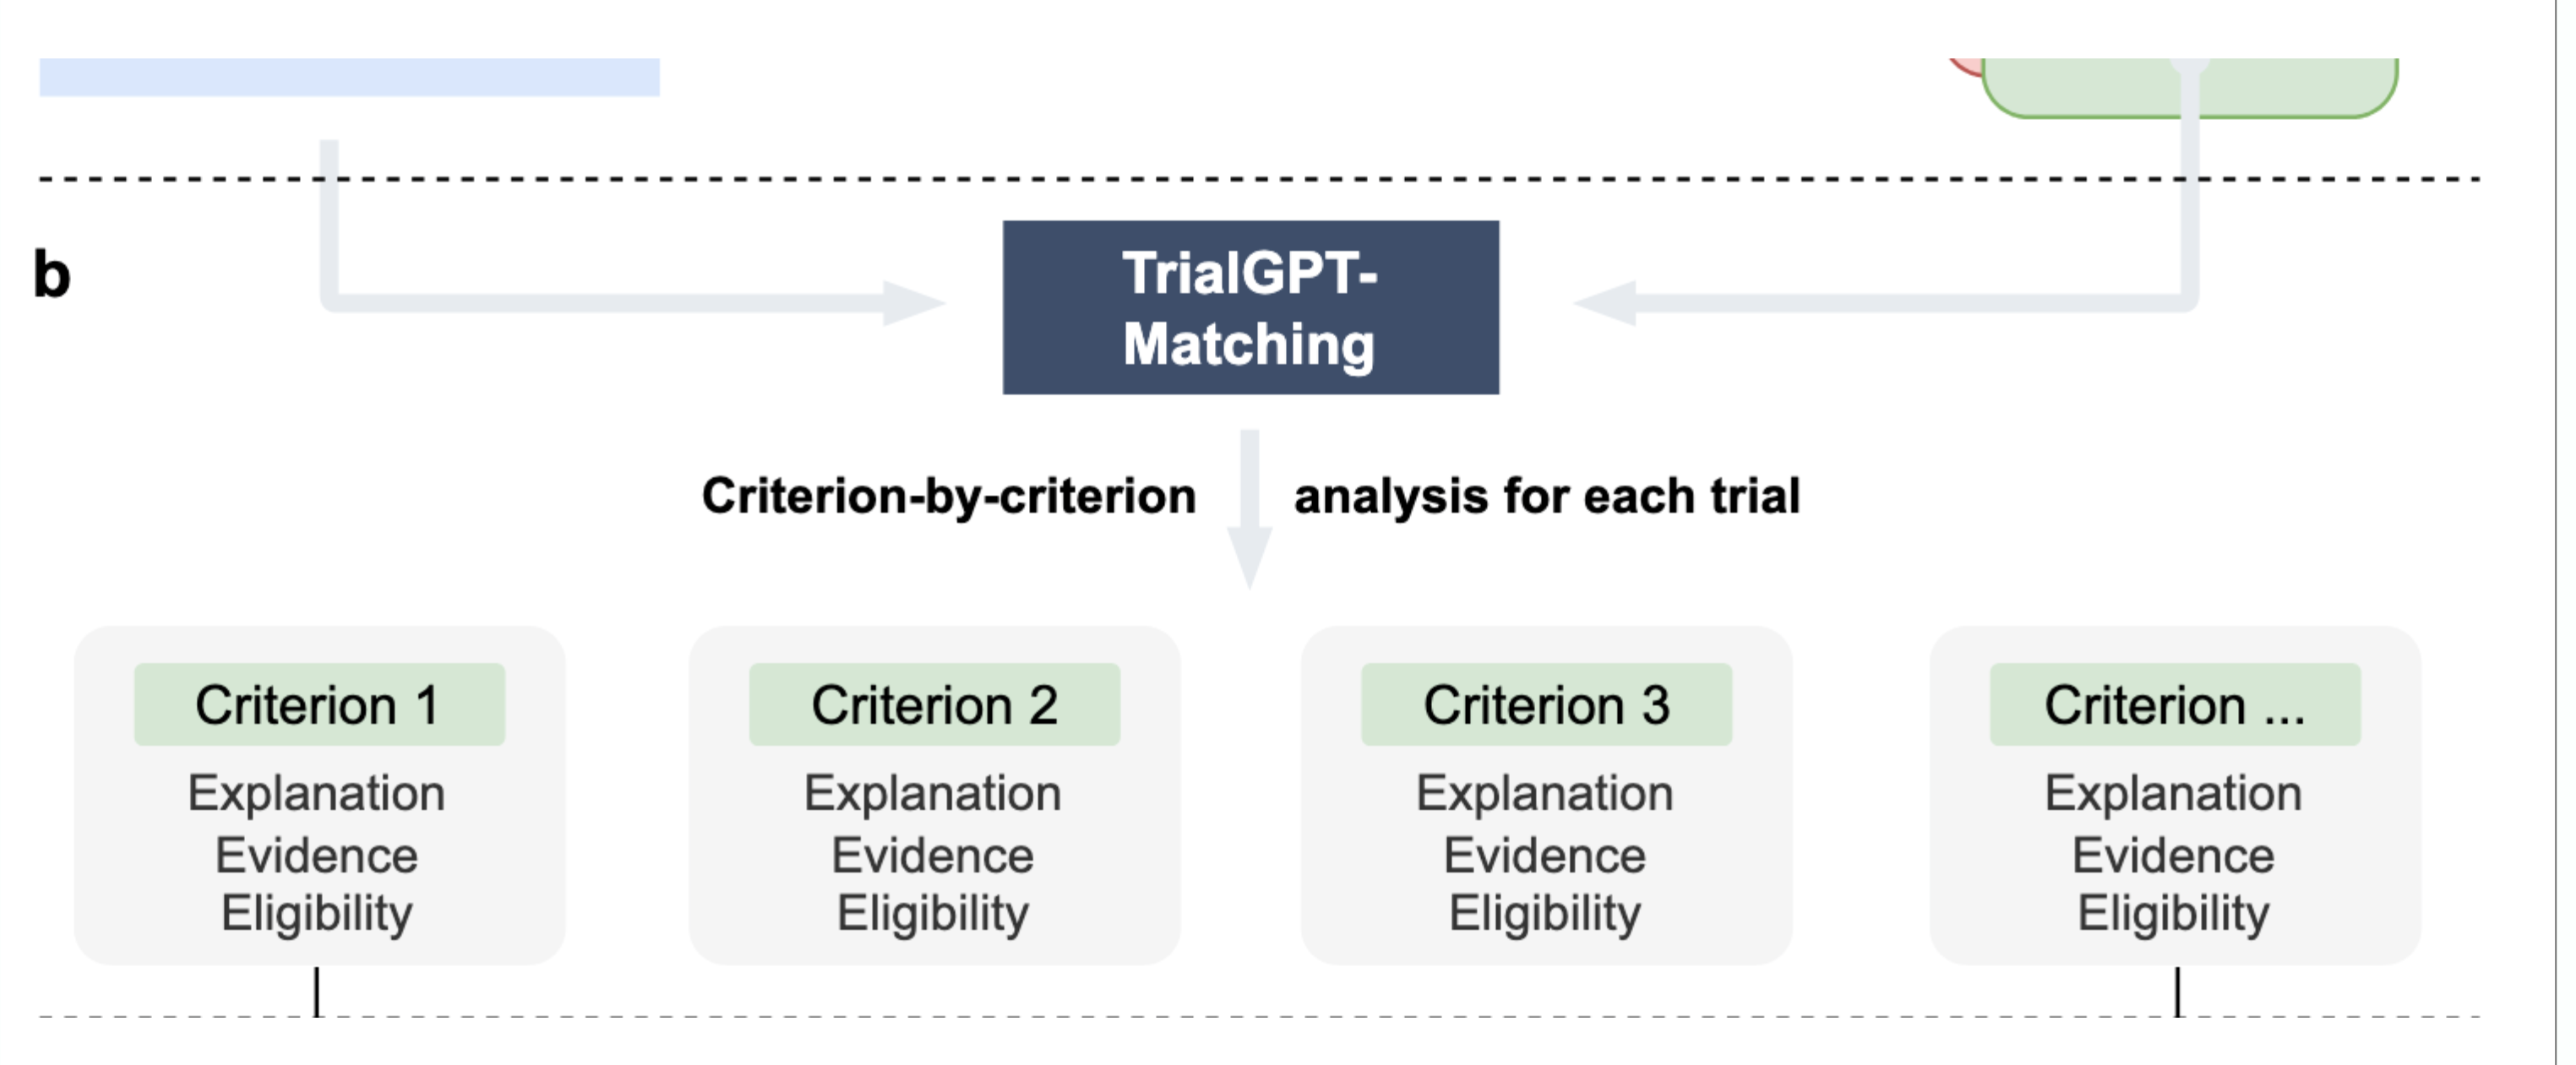 b
TrialGPT-
Matching
Criterion-by-criterion analysis for each trial
Criterion 1
Explanation
Evidence
Eligibility
Criterion 2
Explanation
Evidence
Eligibility
Criterion 3
Explanation
Evidence
Eligibility
Criterion ...
Explanation
Evidence
Eligibility